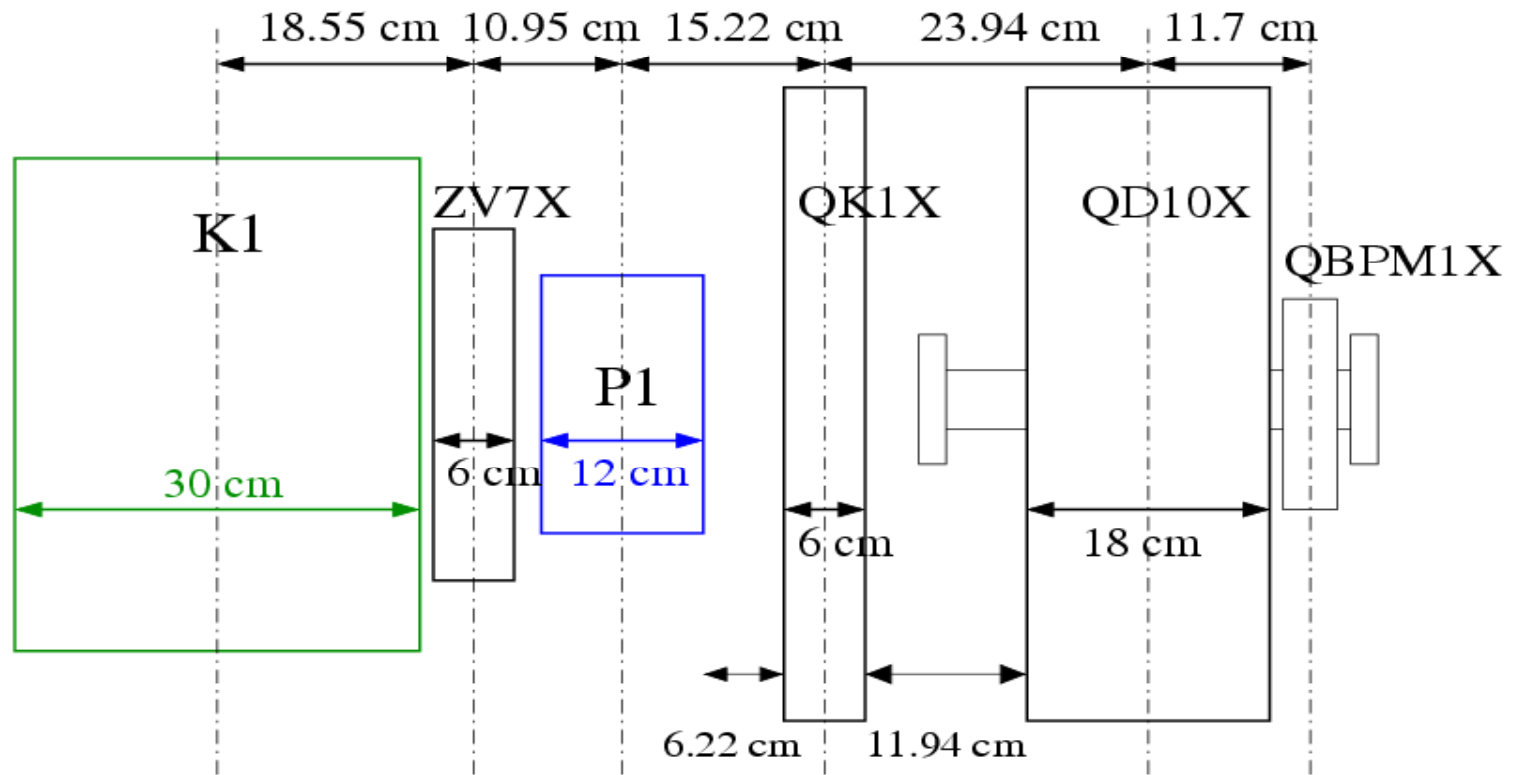 18.55 cm 10.95 cm 15.22 cm 23.94 cm 11.7 cm
ZV7X QK1X QD10X
K1
QBPM1X
P1
6 cm 12 cm
30 cm
6 cm 18 cm
6.22 cm 11.94 cm